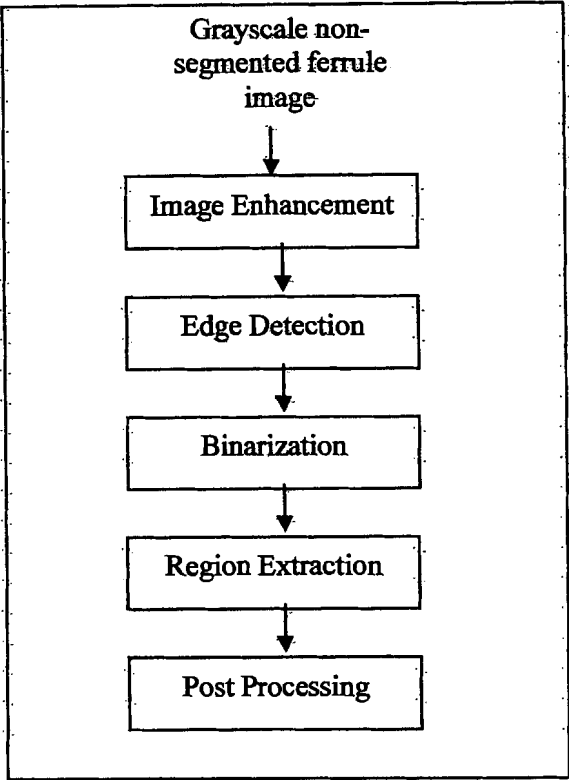 Grayscale non-
segmented ferrule
image
Image Enhancement
Edge Detection
Binarization
Region Extraction
Post Processing